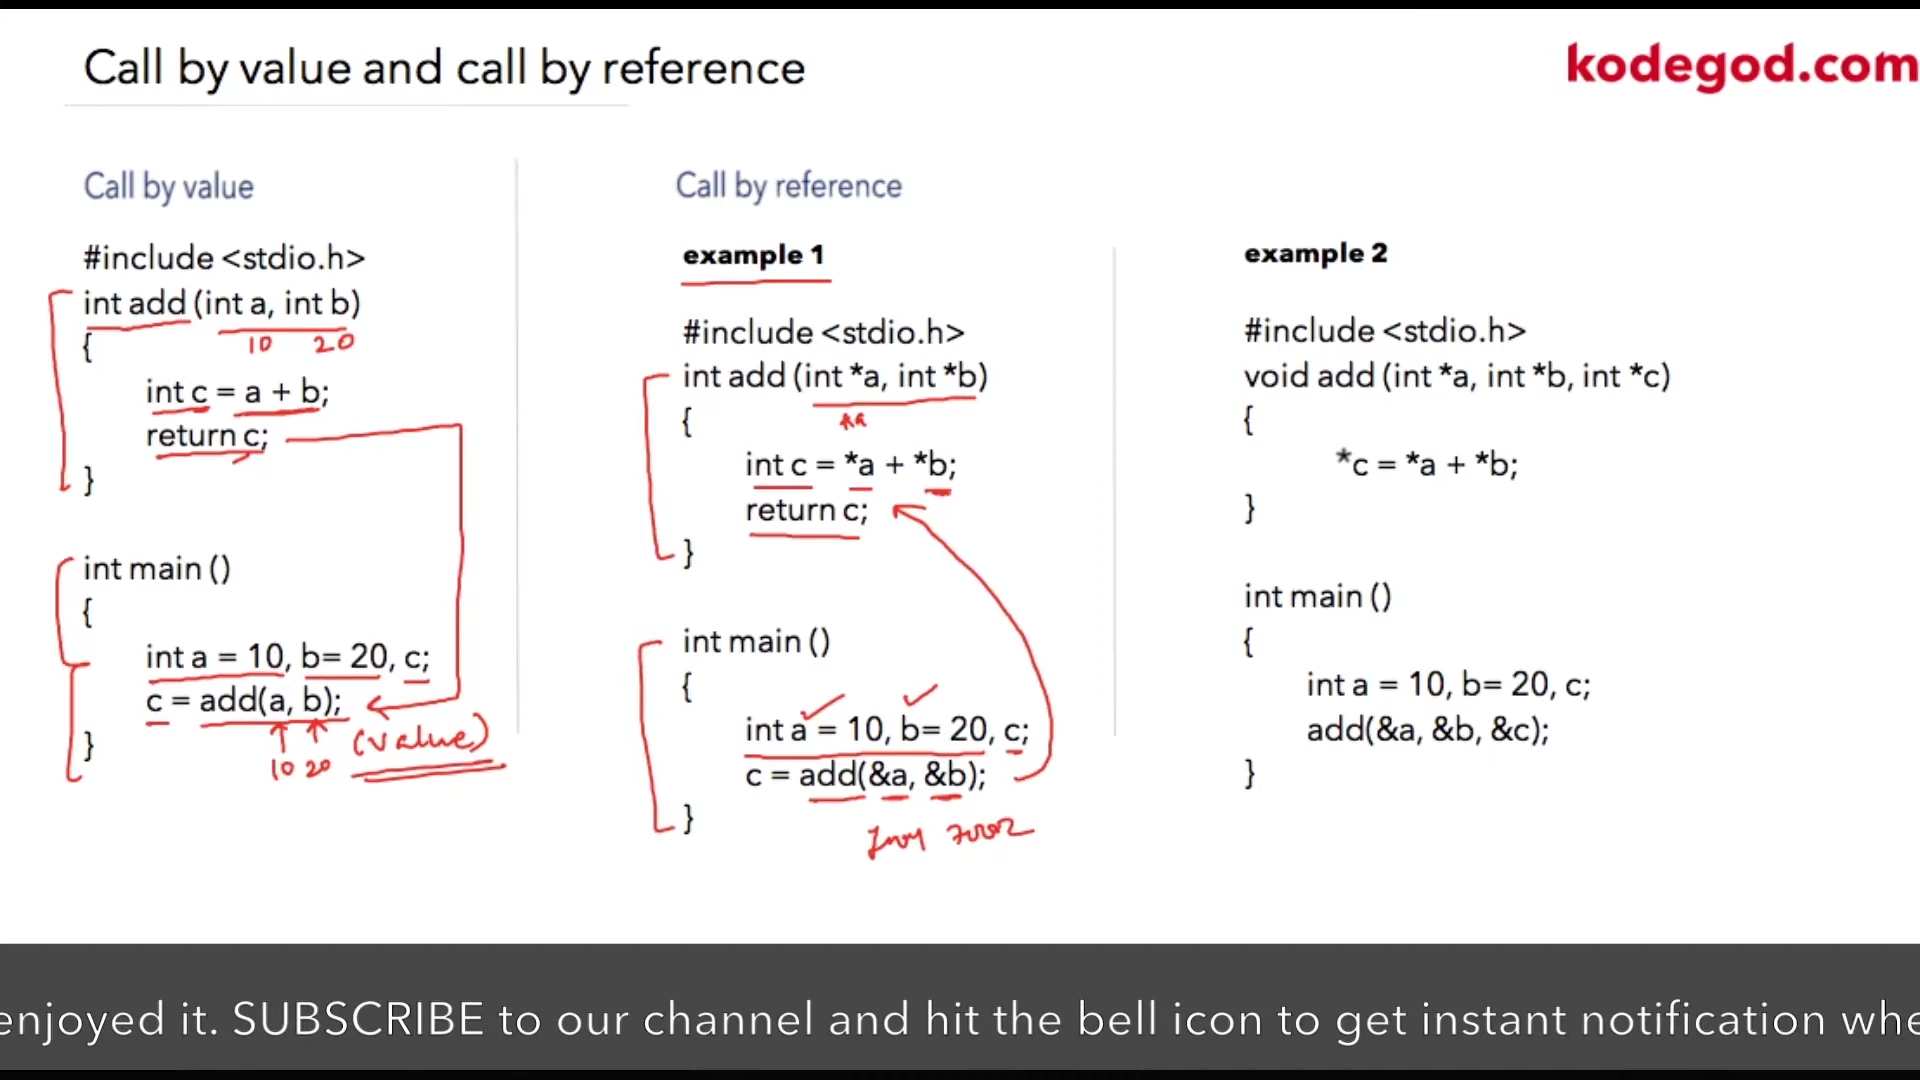 Call by value and call by reference
kodegod.com
Call by value
#include <stdio.h>
int add (int a, int b)
{
10 20
int c = a + b;
return c;
}
int main ()
{
int a = 10, b= 20, c;
c = add(a, b);
(value)
}
10 20
Call by reference
example 1
#include <stdio.h>
int add (int *a, int *b)
{
int c = *a + *b;
return c;
}
int main ()
{
int a = 10, b= 20, c;
c = add(&a, &b);
}
example 2
#include <stdio.h>
void add (int *a, int *b, int *c)
{
*c = *a + *b;
}
int main ()
{
int a = 10, b= 20, c;
add(&a, &b, &c);
}
enjoyed it. SUBSCRIBE to our channel and hit the bell icon to get instant notification whe